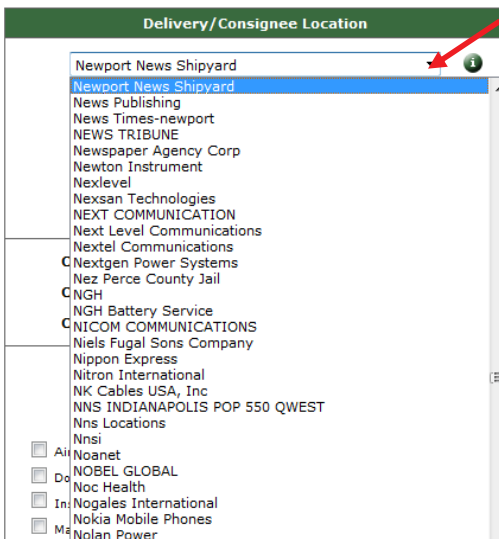 Delivery/Consignee Location
Newport News Shipyard
Newport News Shipyard
News Publishing
News Times-newport
NEWS TRIBUNE
Newspaper Agency Corp
Newton Instrument
Nexlevel
Nexsan Technologies
NEXT COMMUNICATION
Next Level Communications
Nextel Communications
Nextgen Power Systems
Nez Perce County Jail
NGH
NGH Battery Service
NICOM COMMUNICATIONS
Niels Fugal Sons Company
Nippon Express
Nitron International
NK Cables USA, Inc
NNS INDIANAPOLIS POP 550 QWEST
Nns Locations
Nnsi
Noanet
NOBEL GLOBAL
Noc Health
Nogales International
Nokia Mobile Phones
Nolan Power